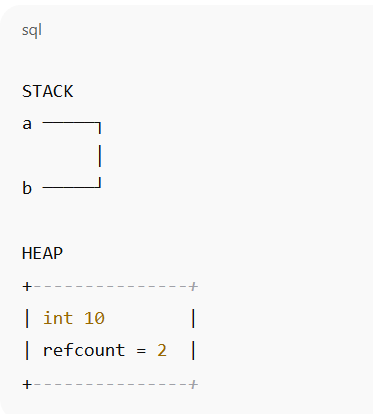 sql
STACK
a ─────┐
       │
b ─────┘
HEAP
+---------------+
| int 10        |
| refcount = 2  |
+---------------+